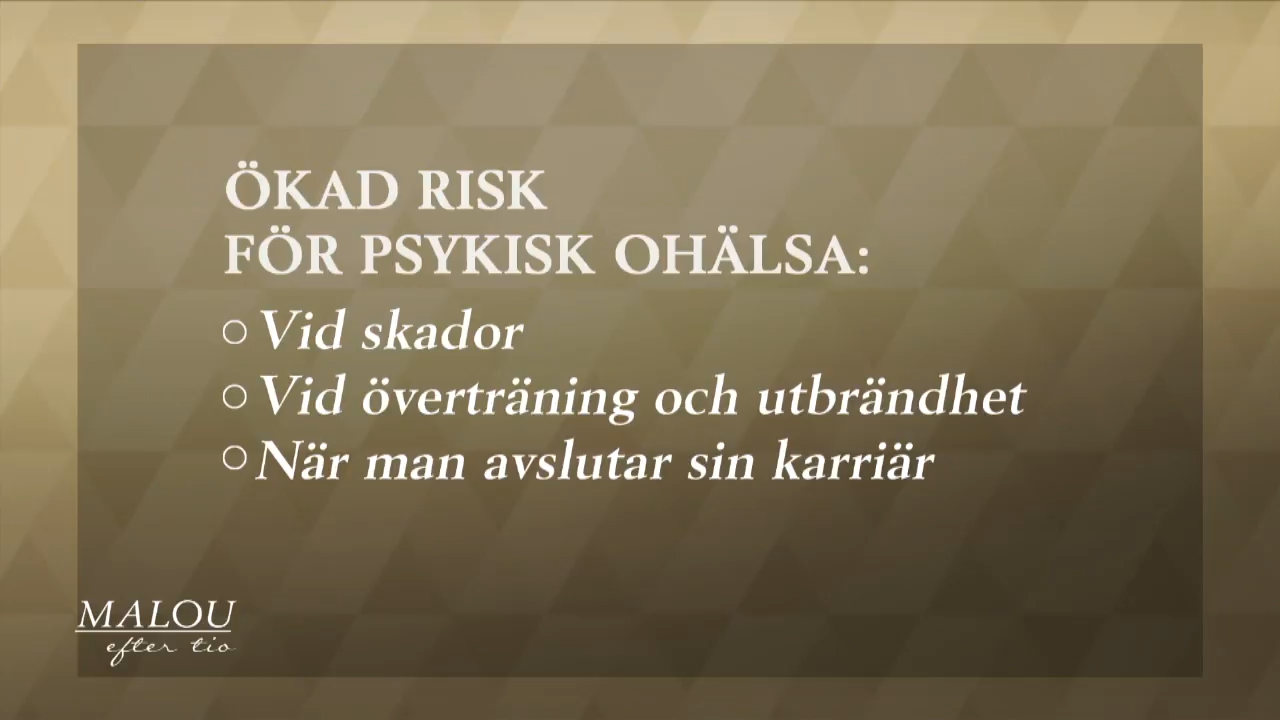 ÖKAD RISK
FÖR PSYKISK OHÄLSA:
Vid skador
Vid överträning och utbrändhet
När man avslutar sin karriär
MALOU
efter tio